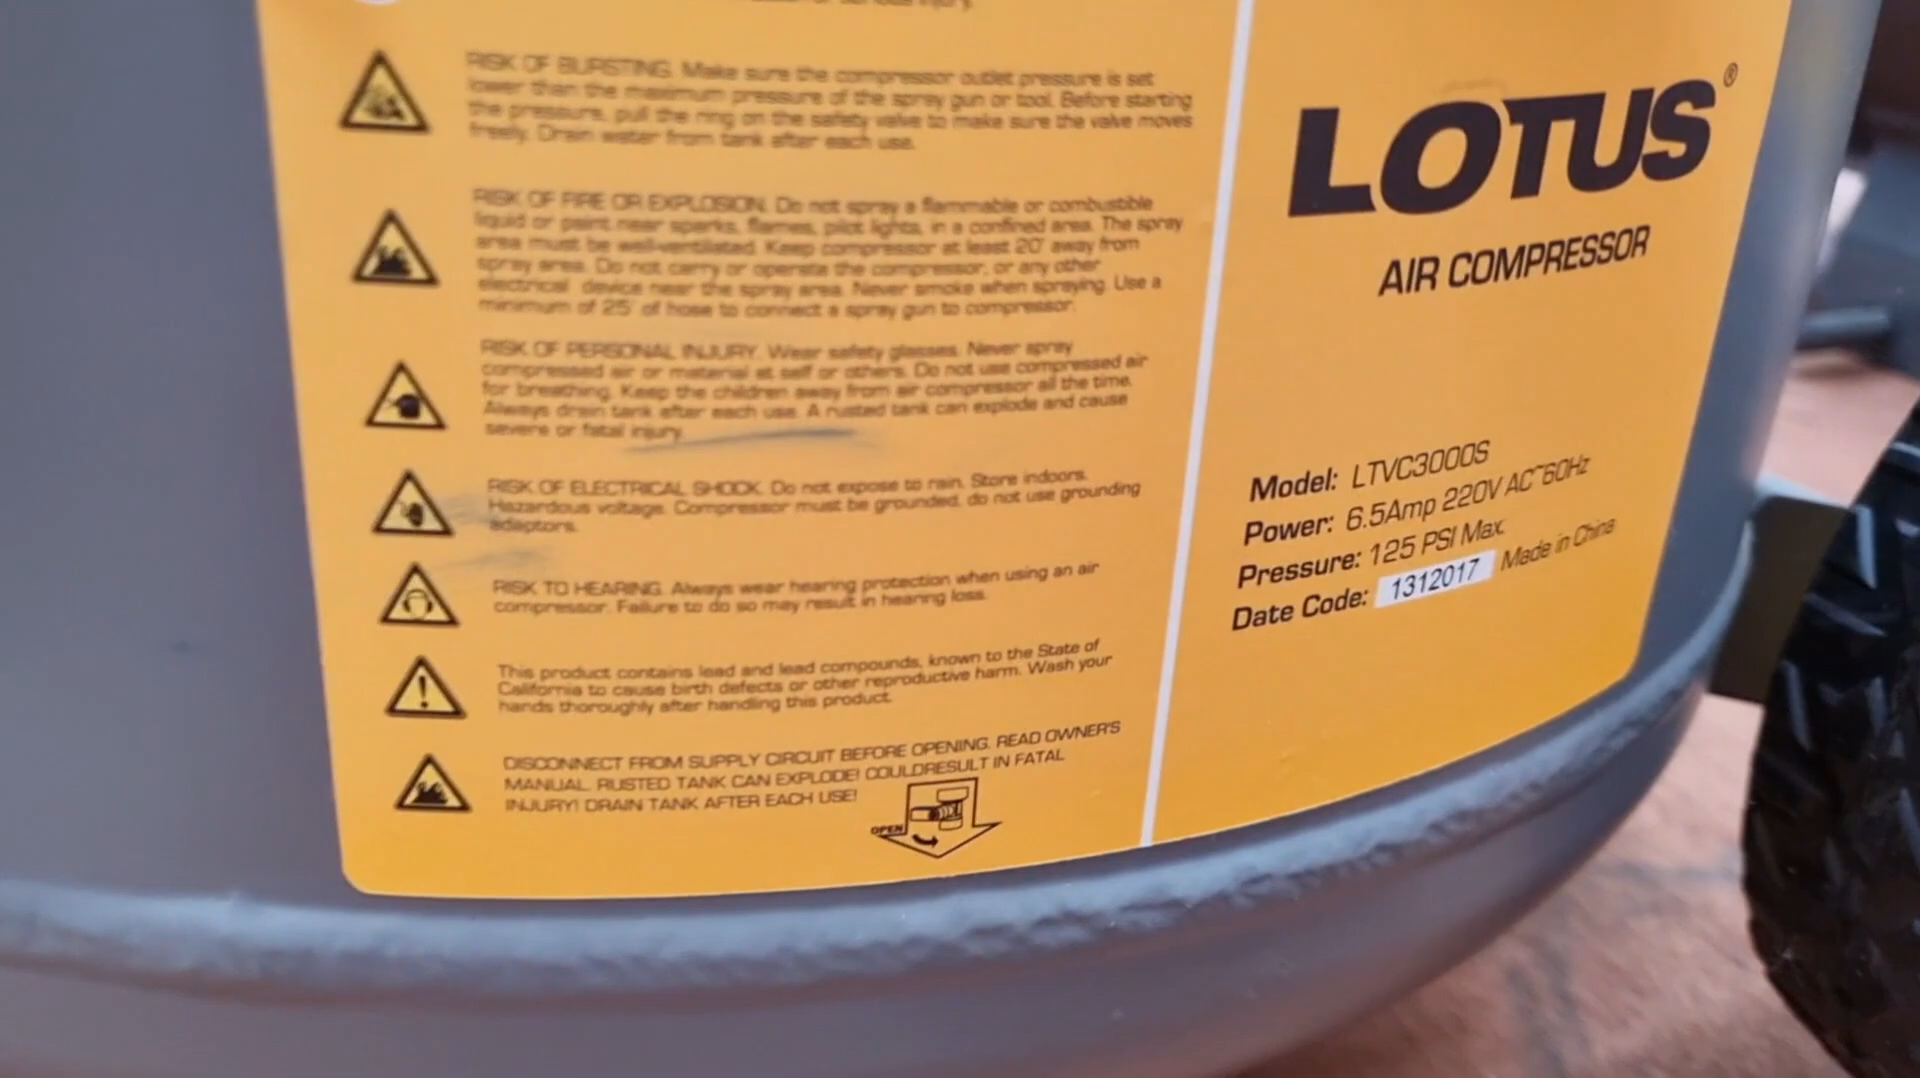 RISK OF BURSTING. Make sure the compressor outlet pressure is set
lower than the maximum pressure of the spray gun or tool. Before starting
the pressure, pull the ring on the safety valve to make sure the valve moves
freely. Drain water from tank after each use.
RISK OF FIRE OR EXPLOSION. Do not spray a flammable or combustible
liquid or paint near sparks, flames, pilot lights, in a confined area. The spray
area must be well-ventilated. Keep compressor at least 20' away from
spray area. Do not carry or operate the compressor, or any other
electrical device near the spray area. Never smoke when spraying. Use a
minimum of 25' of hose to connect a spray gun to compressor.
RISK OF PERSONAL INJURY. Wear safety glasses. Never spray
compressed air or material at self or others. Do not use compressed air
for breathing. Keep the children away from air compressor all the time.
Always drain tank after each use. A rusted tank can explode and cause
severe or fatal injury
RISK OF ELECTRICAL SHOCK. Do not expose to rain. Store indoors.
Hazardous voltage. Compressor must be grounded, do not use grounding
adaptors.
RISK TO HEARING. Always wear hearing protection when using an air
compressor. Failure to do so may result in hearing loss.
This product contains lead and lead compounds, known to the State of
California to cause birth defects or other reproductive harm. Wash your
hands thoroughly after handling this product.
DISCONNECT FROM SUPPLY CIRCUIT BEFORE OPENING. READ OWNER'S
MANUAL. RUSTED TANK CAN EXPLODE! COULDRESULT IN FATAL
INJURY! DRAIN TANK AFTER EACH USE!
OPEN
LOTUS®
AIR COMPRESSOR
Model: LTVC3000S
Power: 6.5Amp 220V AC~60Hz
Pressure: 125 PSI Max.
Date Code: 1312017 Made in China